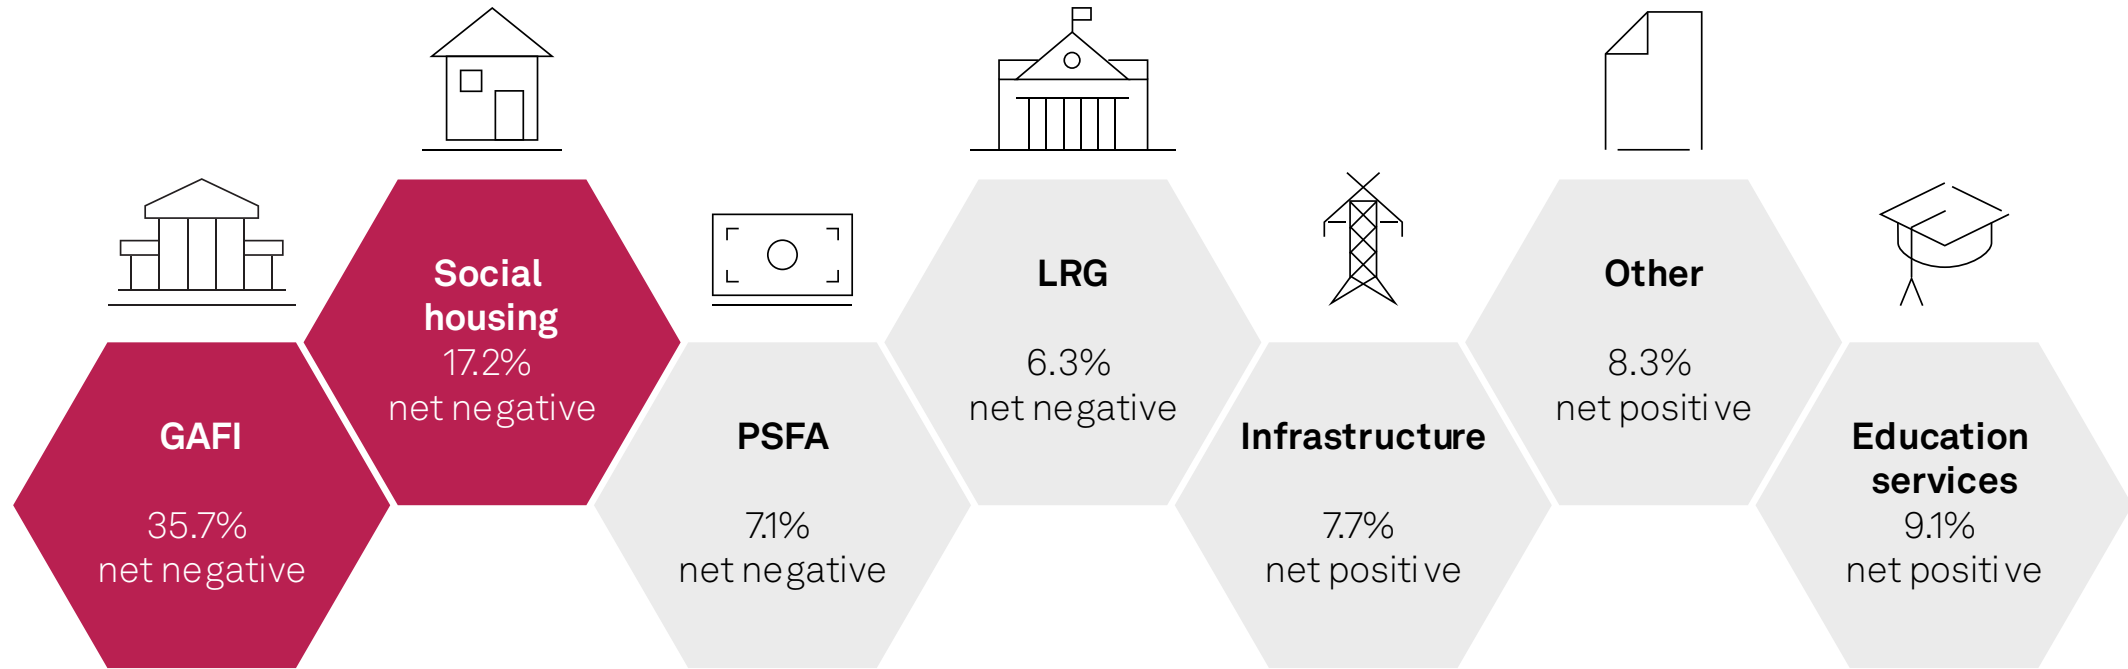 GAFI
35.7%
net negative
Social
housing
17.2%
net negative
PSFA
7.1%
net negative
LRG
6.3%
net negative
Infrastructure
7.7%
net positive
Other
8.3%
net positive
Education
services
9.1%
net positive